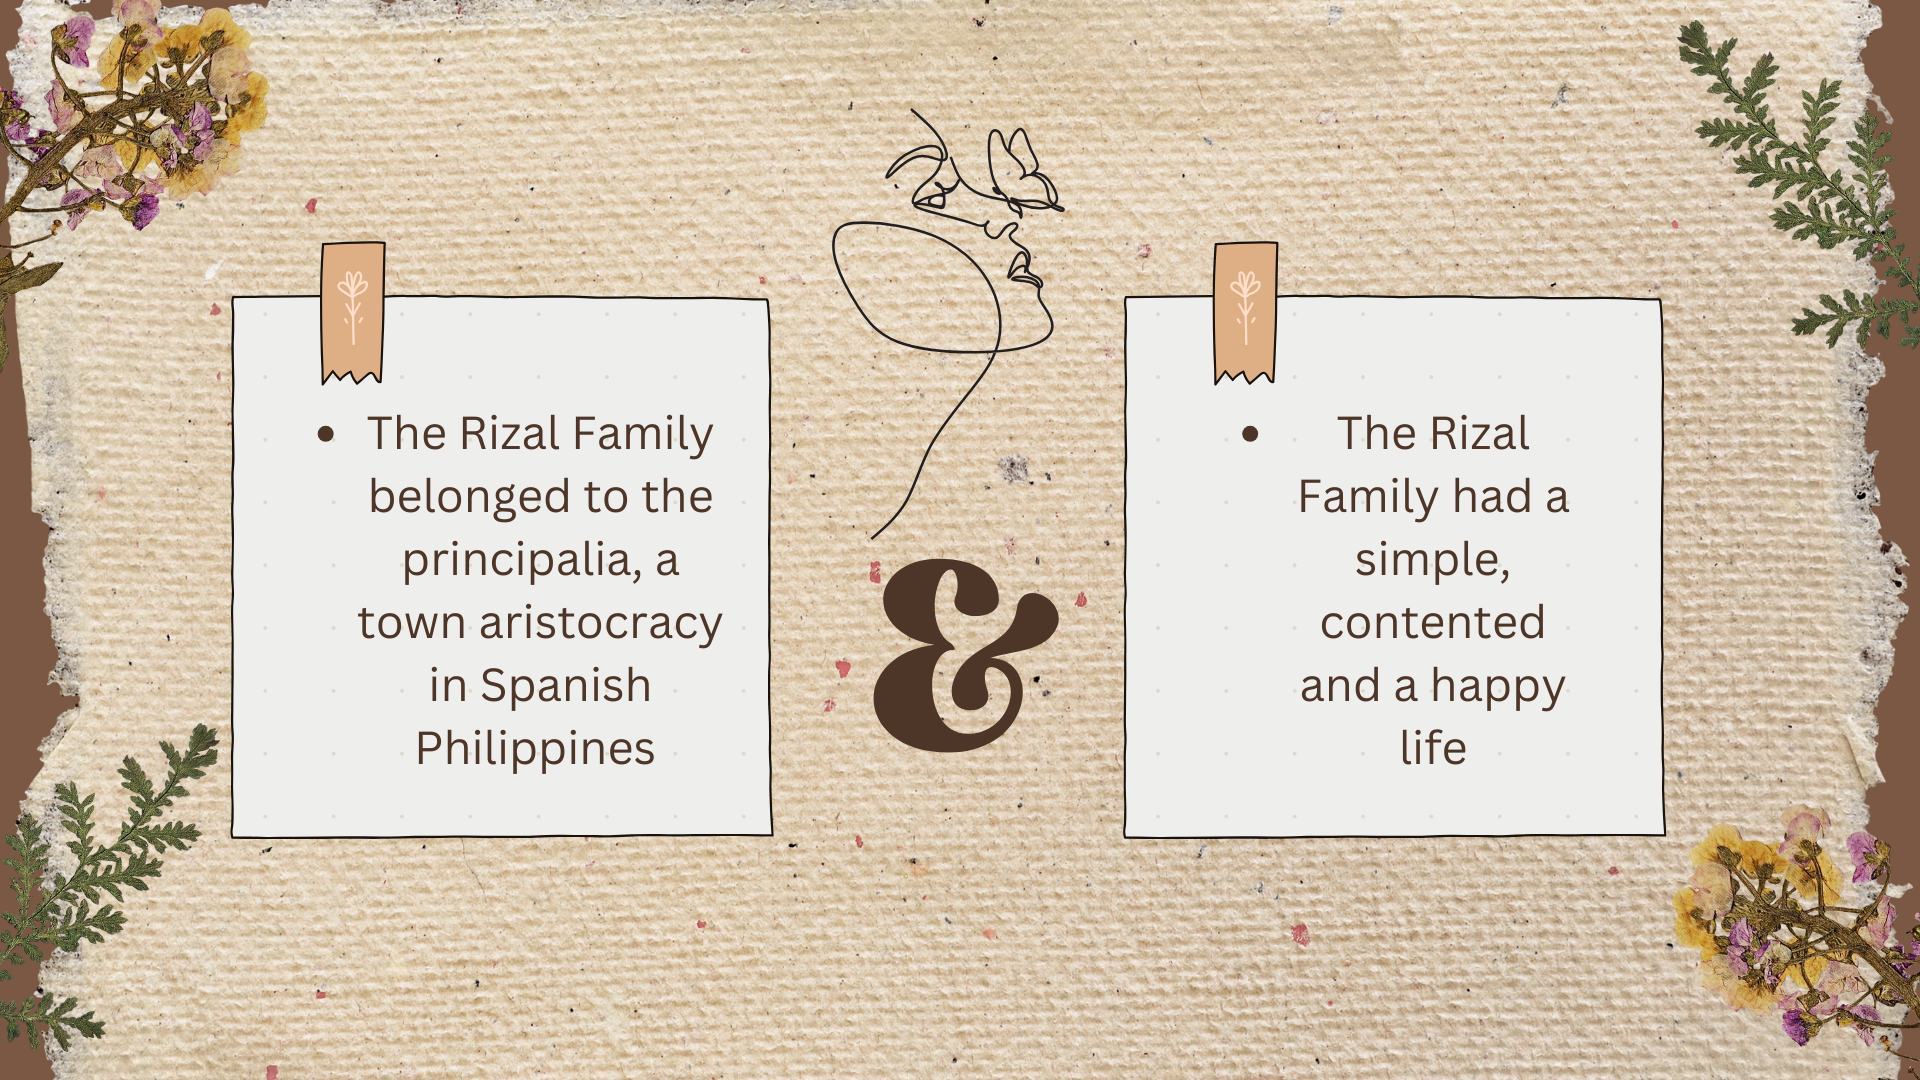 • The Rizal Family
belonged to the
principalia, a
town aristocracy
in Spanish
Philippines
&
• The Rizal
Family had a
simple,
contented
and a happy
life